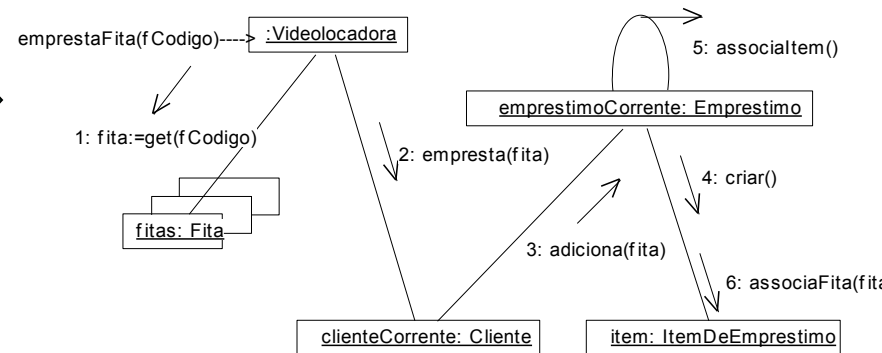 emprestaFita(fCodigo)---->
:Videolocadora
5: associaItem()
emprestimoCorrente: Emprestimo
1: fita:=get(fCodigo)
2: empresta(fita)
4: criar()
fitas: Fita
3: adiciona(fita)
6: associaFita(fita
clienteCorrente: Cliente
item: ItemDeEmprestimo